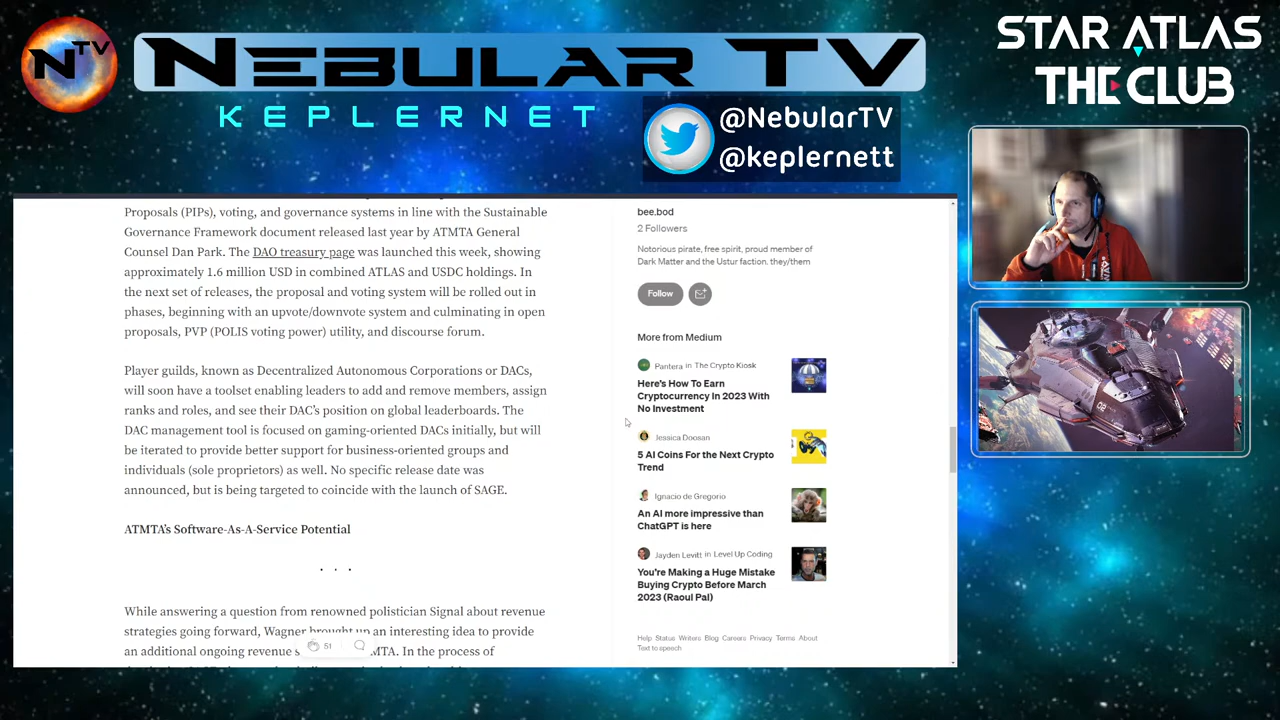 NTV
NEBULAR TV
KEPLERNET
@NebularTV
@keplernett
STAR ATLAS
THE CLUB
Proposals (PIPs), voting, and governance systems in line with the Sustainable
Governance Framework document released last year by ATMTA General
Counsel Dan Park. The DAO treasury page was launched this week, showing
approximately 1.6 million USD in combined ATLAS and USDC holdings. In
the next set of releases, the proposal and voting system will be rolled out in
phases, beginning with an upvote/downvote system and culminating in open
proposals, PVP (POLIS voting power) utility, and discourse forum.
Player guilds, known as Decentralized Autonomous Corporations or DACs,
will soon have a toolset enabling leaders to add and remove members, assign
ranks and roles, and see their DAC's position on global leaderboards. The
DAC management tool is focused on gaming-oriented DACs initially, but will
be iterated to provide better support for business-oriented groups and
individuals (sole proprietors) as well. No specific release date was
announced, but is being targeted to coincide with the launch of SAGE.
ATMTA's Software-As-A-Service Potential
. . .
While answering a question from renowned polistician Signal about revenue
strategies going forward, Wagner brought up an interesting idea to provide
an additional ongoing revenue MTA. In the process of
51
bee.bod
2 Followers
Notorious pirate, free spirit, proud member of
Dark Matter and the Ustur faction. they/them
Follow
More from Medium
Pantera in The Crypto Kiosk
Here's How To Earn
Cryptocurrency In 2023 With
No Investment
Jessica Doosan
5 AI Coins For the Next Crypto
Trend
Ignacio de Gregorio
An AI more impressive than
ChatGPT is here
Jayden Levitt in Level Up Coding
You're Making a Huge Mistake
Buying Crypto Before March
2023 (Raoul Pal)
Help Status Writers Blog Careers Privacy Terms About
Text to speech
02